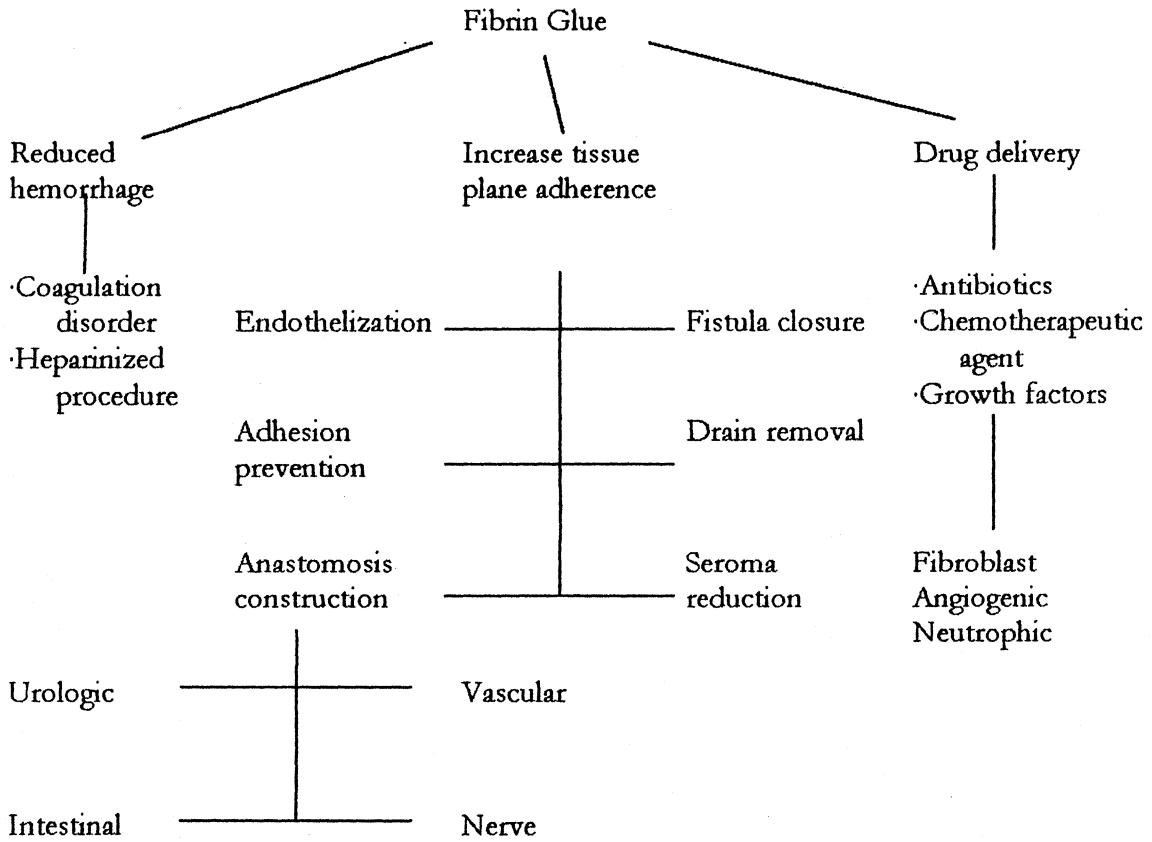 Fibrin Glue
Reduced
hemorrhage
Increase tissue
plane adherence
Drug delivery
·Coagulation
disorder
·Heparinized
procedure
Endothelization
Fistula closure
·Antibiotics
·Chemotherapeutic
agent
·Growth factors
Adhesion
prevention
Drain removal
Anastomosis
construction
Seroma
reduction
Fibroblast
Angiogenic
Neutrophic
Urologic
Vascular
Intestinal
Nerve